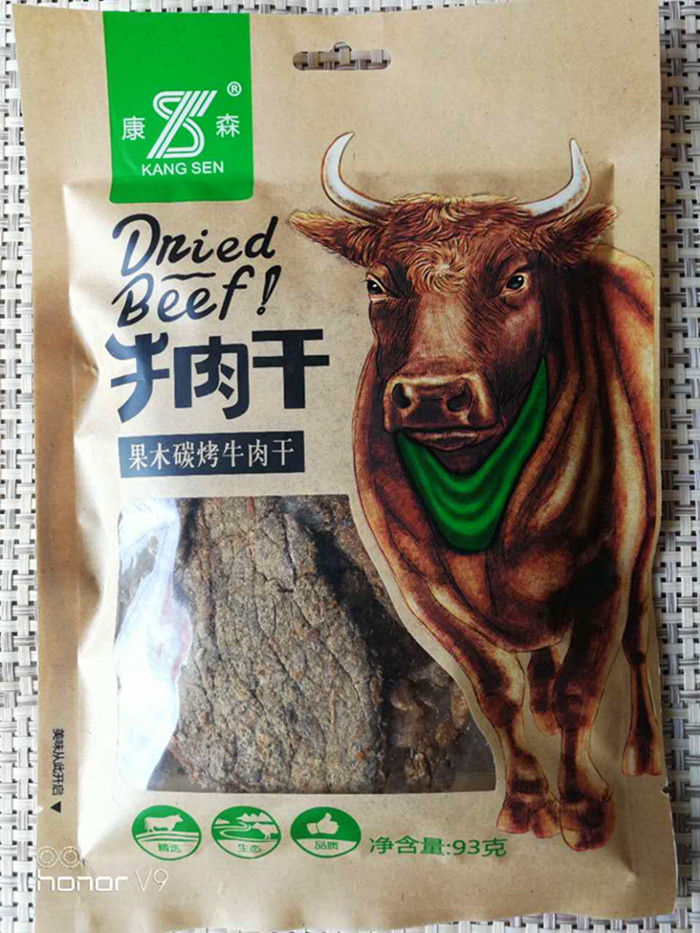 康 森 ®
KANG SEN
Dried
Beef!
牛肉干
果木碳烤牛肉干
美味从此开启
精选 生态 品质 净含量:93克
honor V9